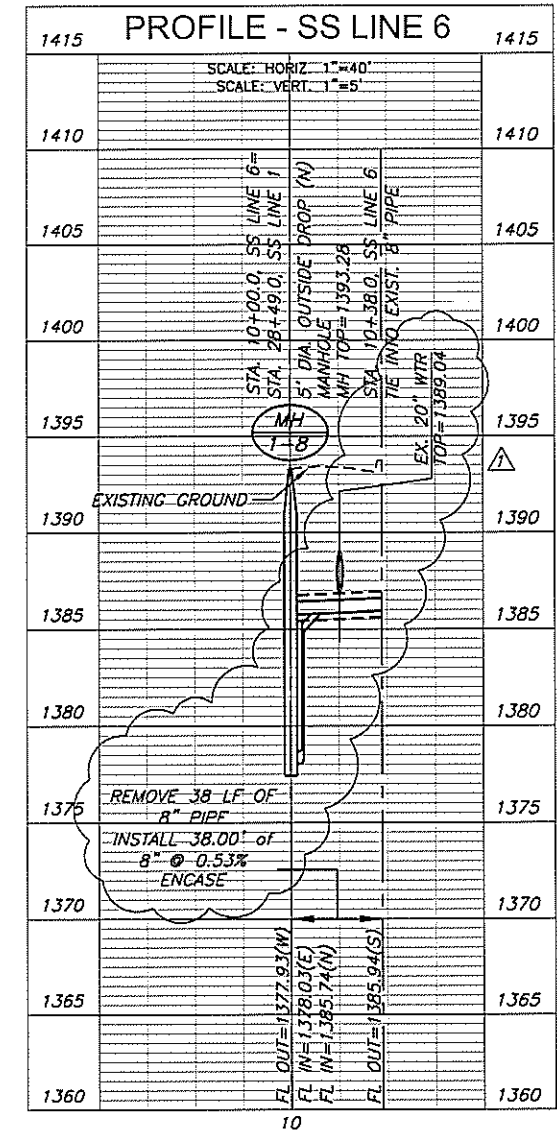 PROFILE - SS LINE 6
SCALE: HORIZ. 1"=40'
SCALE: VERT. 1"=5'
1415
1415
1410
1410
1405
1405
1400
1400
1395
1395
1390
1390
1385
1385
1380
1380
1375
1375
1370
1370
1365
1365
1360
1360
STA. 10+00.0, SS LINE 6=
STA. 28+49.0, SS LINE 1
5' DIA. OUTSIDE DROP (N)
MANHOLE
MH TOP=1393.28
STA. 10+38.0, SS LINE 6
TIE INTO EXIST. 8" PIPE
EX. 20" WTR
TOP=1389.04
MH
1-8
1
EXISTING GROUND
REMOVE 38 LF OF
8" PIPE
INSTALL 38.00' of
8" @ 0.53%
ENCASE
FL OUT=1377.93(W)
FL IN=1378.03(E)
FL IN=1385.74(N)
FL OUT=1385.94(S)
10